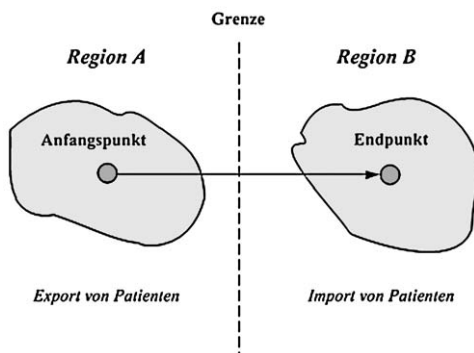 Grenze
Region A
Region B
Anfangspunkt
Endpunkt
Export von Patienten
Import von Patienten